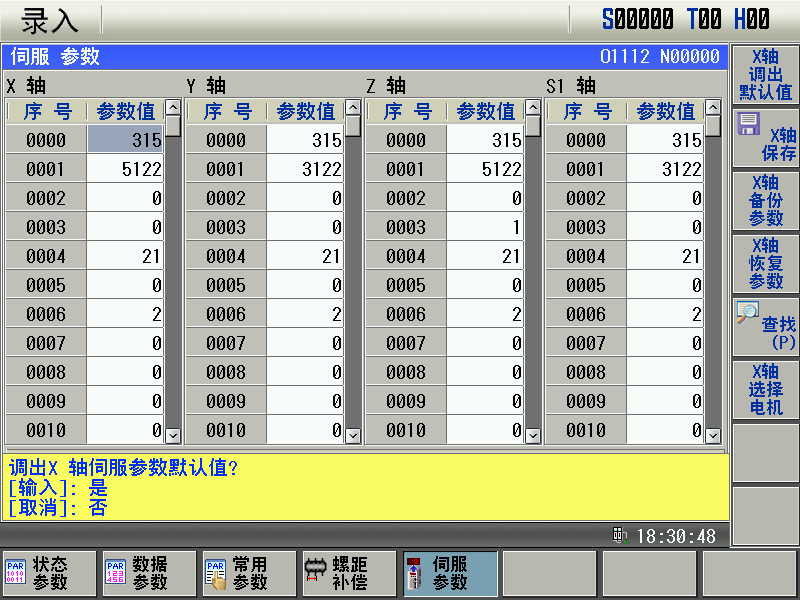 录入 S00000 T00 H00
伺服 参数 O1112 N00000
X 轴 Y 轴 Z 轴 S1 轴
序 号 参数值 序 号 参数值 序 号 参数值 序 号 参数值
0000 315 0000 315 0000 315 0000 315
0001 5122 0001 3122 0001 5122 0001 3122
0002 0 0002 0 0002 0 0002 0
0003 0 0003 0 0003 1 0003 0
0004 21 0004 21 0004 21 0004 21
0005 0 0005 0 0005 0 0005 0
0006 2 0006 2 0006 2 0006 2
0007 0 0007 0 0007 0 0007 0
0008 0 0008 0 0008 0 0008 0
0009 0 0009 0 0009 0 0009 0
0010 0 0010 0 0010 0 0010 0
调出X 轴伺服参数默认值?
[输入]: 是
[取消]: 否
18:30:48
X轴
调出
默认值
X轴
保存
X轴
备份
参数
X轴
恢复
参数
查找
(P)
X轴
选择
电机
PAR 状态
参数
PAR 数据
参数
PAR 常用
参数
螺距
补偿
伺服
参数